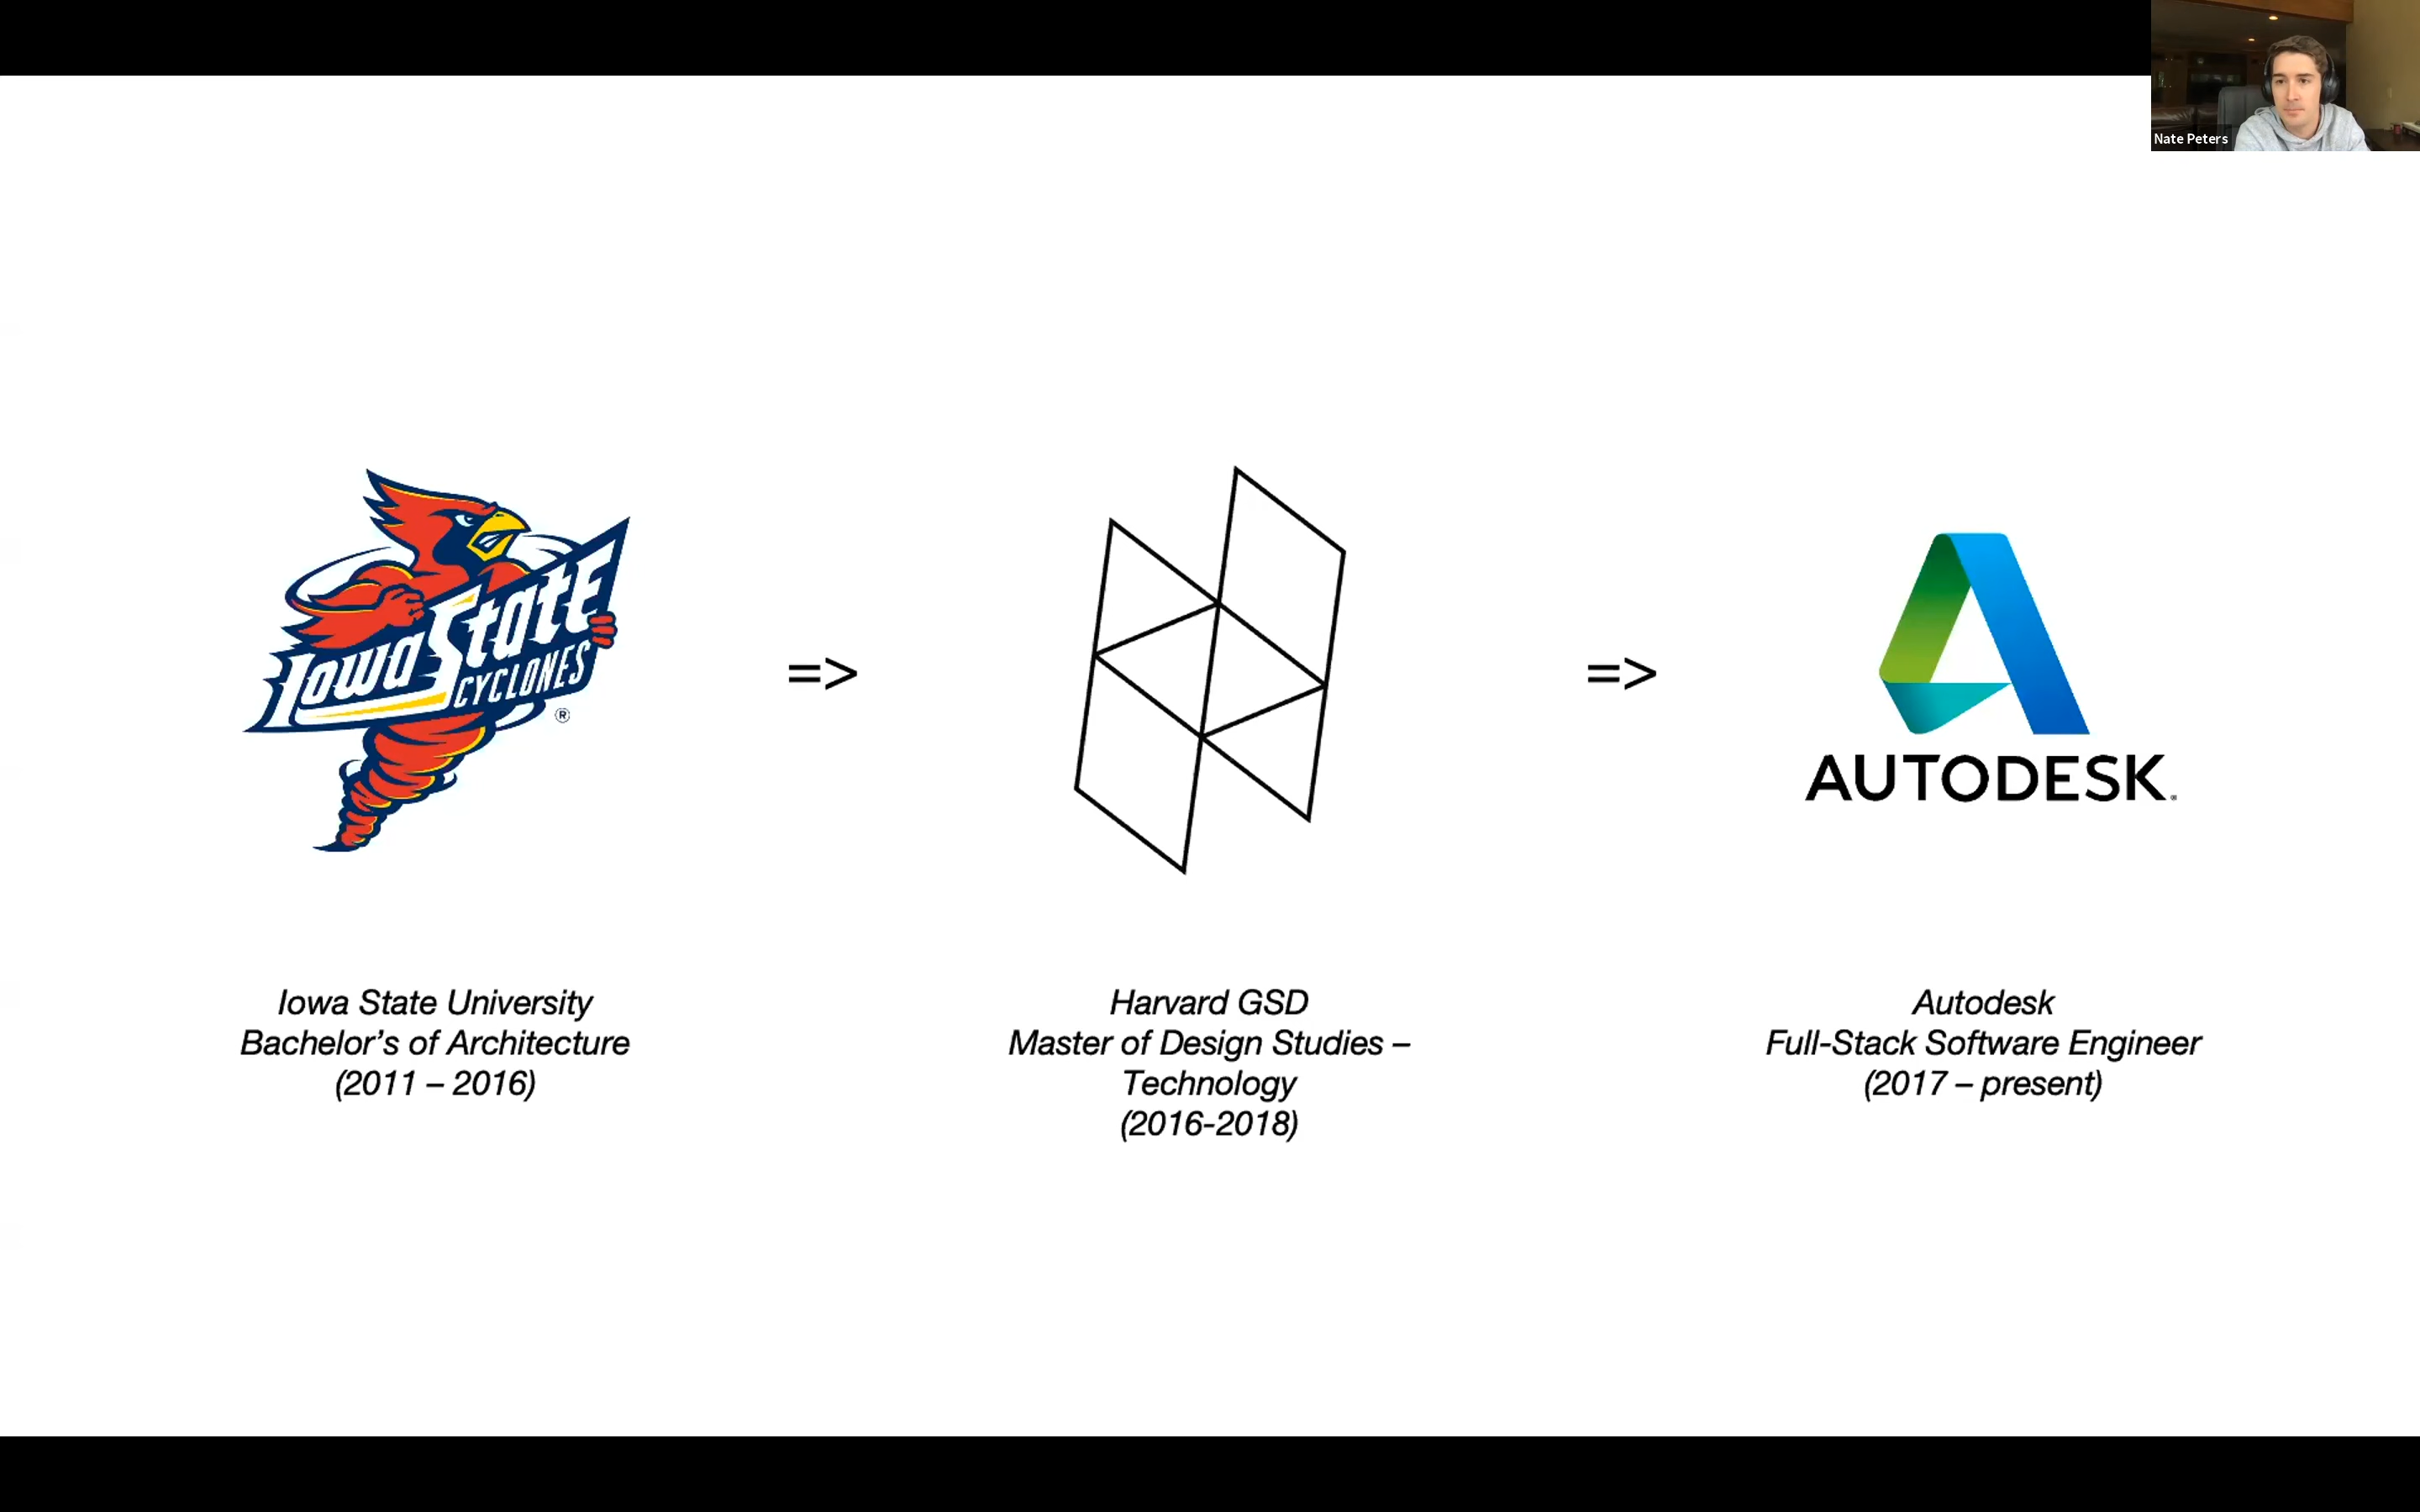 Nate Peters
Iowa State
CYCLONES
®
=>
=>
AUTODESK.
Iowa State University
Bachelor’s of Architecture
(2011 – 2016)
Harvard GSD
Master of Design Studies –
Technology
(2016-2018)
Autodesk
Full-Stack Software Engineer
(2017 – present)